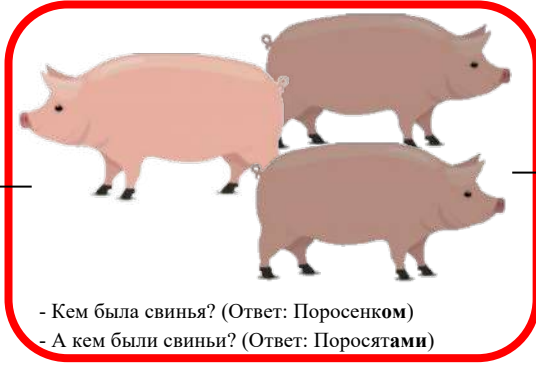 - Кем была свинья? (Ответ: Поросенком)
- А кем были свиньи? (Ответ: Поросятами)